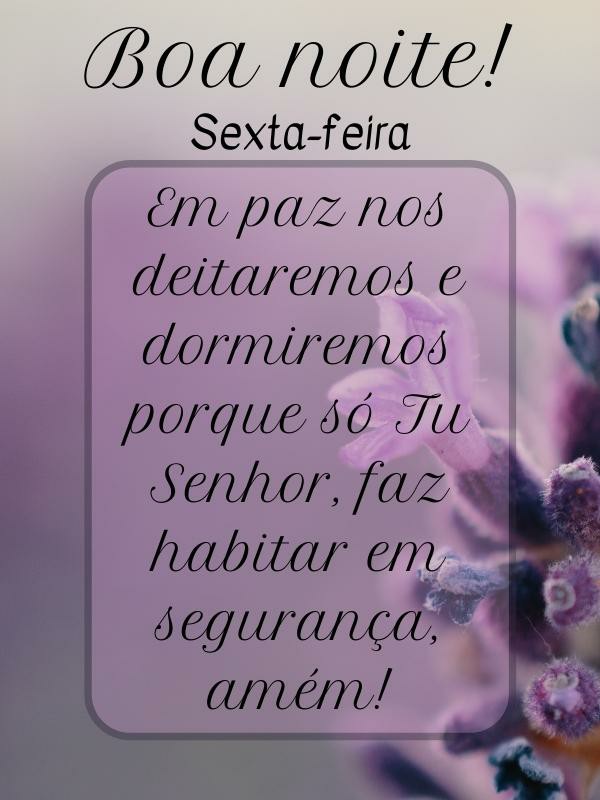 Boa noite!
Sexta-feira
Em paz nos
deitaremos e
dormiremos
porque só Tu
Senhor, faz
habitar em
segurança,
amém!